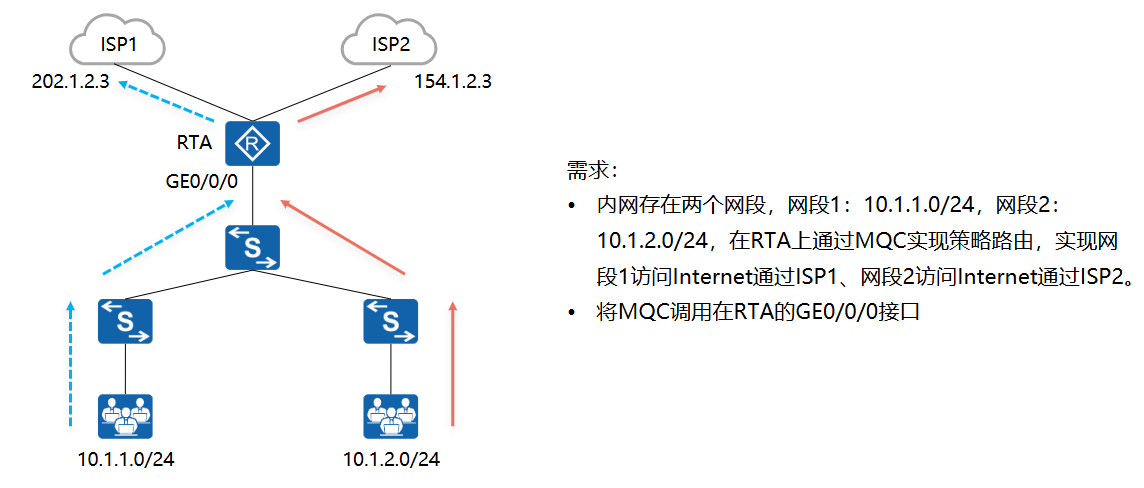 ISP1
ISP2
202.1.2.3
154.1.2.3
RTA
R
GE0/0/0
S
S
S
10.1.1.0/24
10.1.2.0/24
需求：
• 内网存在两个网段，网段1：10.1.1.0/24，网段2：
10.1.2.0/24，在RTA上通过MQC实现策略路由，实现网
段1访问Internet通过ISP1、网段2访问Internet通过ISP2。
• 将MQC调用在RTA的GE0/0/0接口